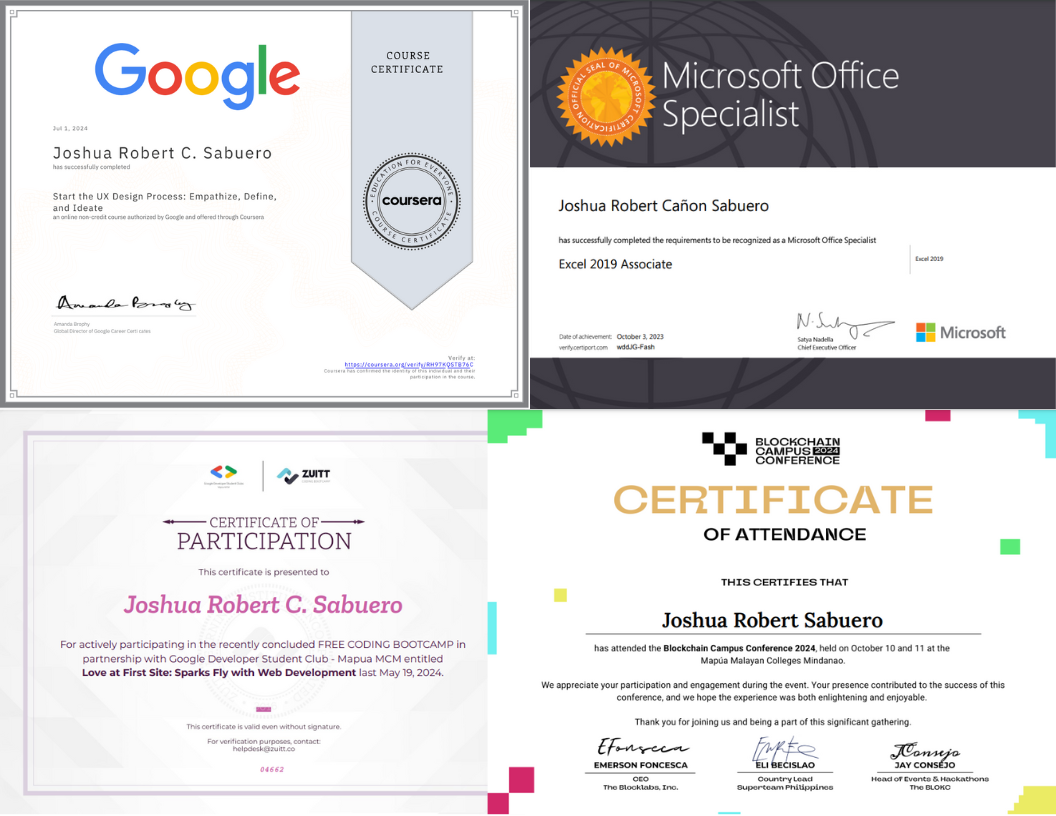 Google
COURSE
CERTIFICATE
Jul 1, 2024
Joshua Robert C. Sabuero
has successfully completed
Start the UX Design Process: Empathize, Define,
and Ideate
an online non-credit course authorized by Google and offered through Coursera
EDUCATION FOR EVERYONE
coursera
COURSE CERTIFICATE
Amanda Brophy
Global Director of Google Career Certificates
Verify at:
https://coursera.org/verify/RH97KQSTB76C
Coursera has confirmed the identity of this individual and their
participation in the course.
OFFICIAL SEAL OF MICROSOFT CERTIFICATION
Microsoft Office
Specialist
Joshua Robert Cañon Sabuero
has successfully completed the requirements to be recognized as a Microsoft Office Specialist
Excel 2019 Associate
Excel 2019
Date of achievement: October 3, 2023
verify.certiport.com wddJG-Fash
Satya Nadella
Chief Executive Officer
Microsoft
ZUITT
CERTIFICATE OF
PARTICIPATION
This certificate is presented to
Joshua Robert C. Sabuero
For actively participating in the recently concluded FREE CODING BOOTCAMP in
partnership with Google Developer Student Club - Mapua MCM entitled
Love at First Site: Sparks Fly with Web Development last May 19, 2024.
This certificate is valid even without signature.
For verification purposes, contact:
helpdesk@zuitt.co
04662
BLOCKCHAIN
CAMPUS 2024
CONFERENCE
CERTIFICATE
OF ATTENDANCE
THIS CERTIFIES THAT
Joshua Robert Sabuero
has attended the Blockchain Campus Conference 2024, held on October 10 and 11 at the
Mapúa Malayan Colleges Mindanao.
We appreciate your participation and engagement during the event. Your presence contributed to the success of this
conference, and we hope the experience was both enlightening and enjoyable.
Thank you for joining us and being a part of this significant gathering.
EMERSON FONCESCA
CEO
The Blocklabs, Inc.
ELI BECISLAO
Country Lead
Superteam Philippines
JAY CONSEJO
Head of Events & Hackathons
The BLOKC